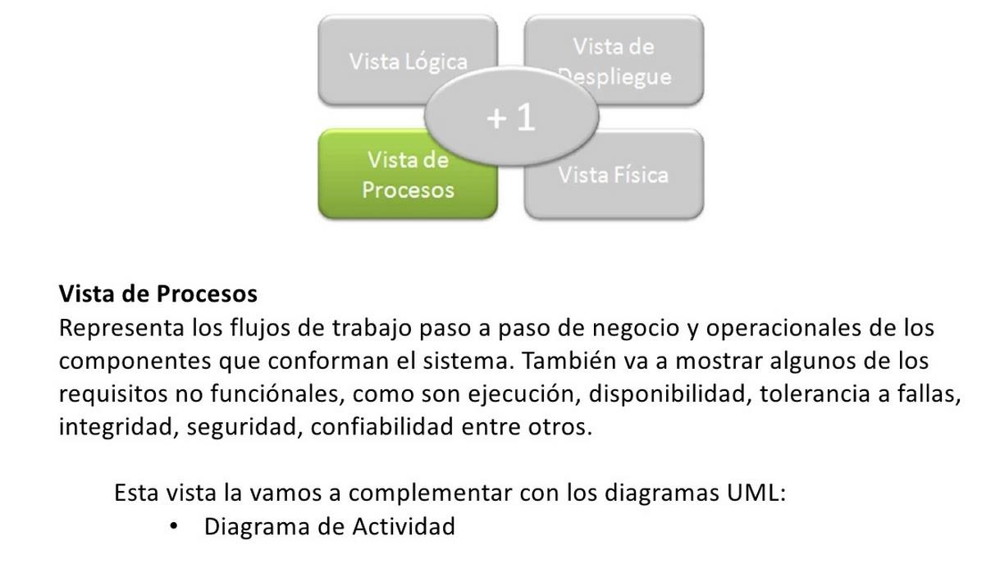 Vista Lógica
Vista de
Despliegue
+ 1
Vista de
Procesos
Vista Física
Vista de Procesos
Representa los flujos de trabajo paso a paso de negocio y operacionales de los
componentes que conforman el sistema. También va a mostrar algunos de los
requisitos no funciónales, como son ejecución, disponibilidad, tolerancia a fallas,
integridad, seguridad, confiabilidad entre otros.
Esta vista la vamos a complementar con los diagramas UML:
• Diagrama de Actividad